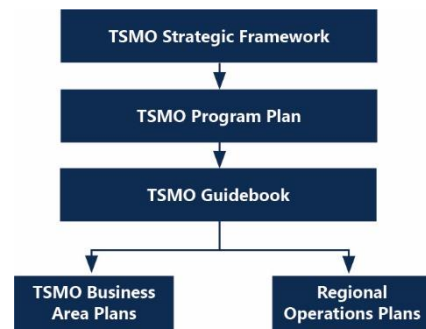 TSMO Strategic Framework
TSMO Program Plan
TSMO Guidebook
TSMO Business
Area Plans
Regional
Operations Plans